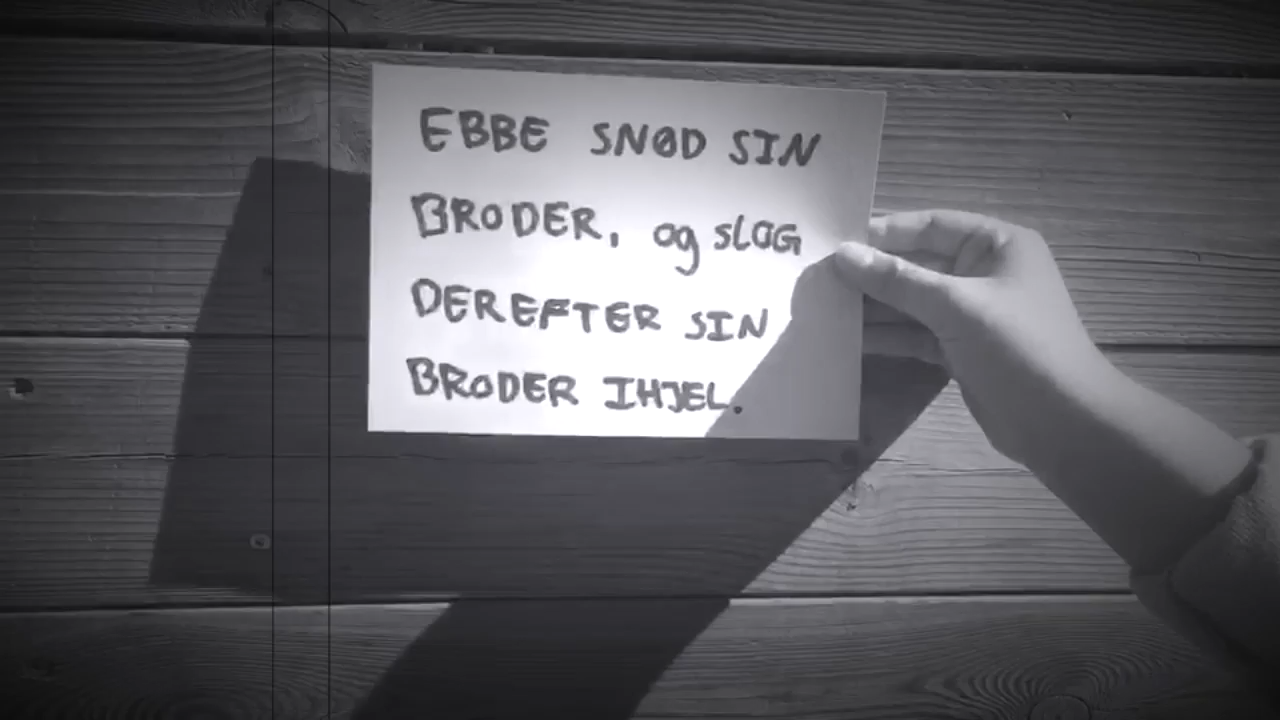 EBBE SNØD SIN
BRODER, og SLOG
DEREFTER SIN
BRODER IHJEL.